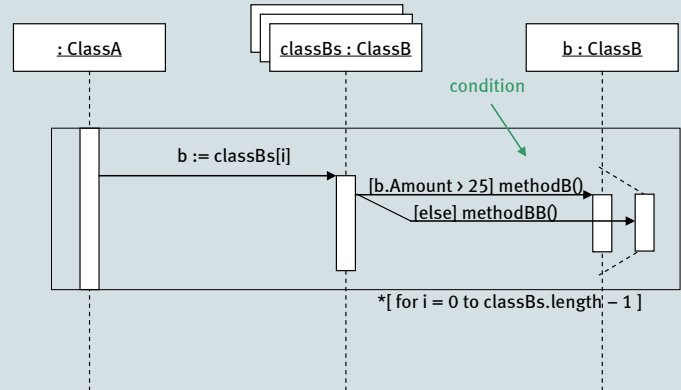 : ClassA
classBs : ClassB
b : ClassB
condition
b := classBs[i]
[b.Amount > 25] methodB()
[else] methodBB()
*[ for i = 0 to classBs.length – 1 ]